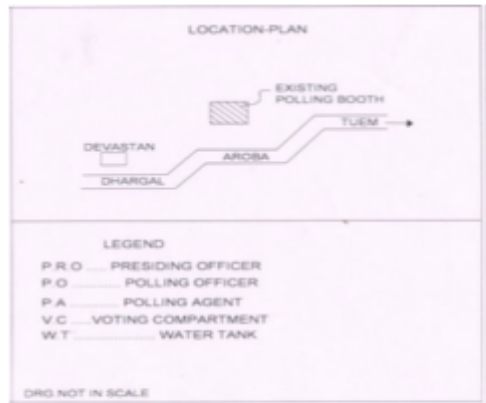 LOCATION-PLAN
EXISTING
POLLING BOOTH
TUEM
DEVASTAN
AROBA
DHARGAL
LEGEND
P.R.O ..... PRESIDING OFFICER
P.O ............. POLLING OFFICER
P.A ............. POLLING AGENT
V.C .....VOTING COMPARTMENT
W.T ..................... WATER TANK
DRG.NOT IN SCALE